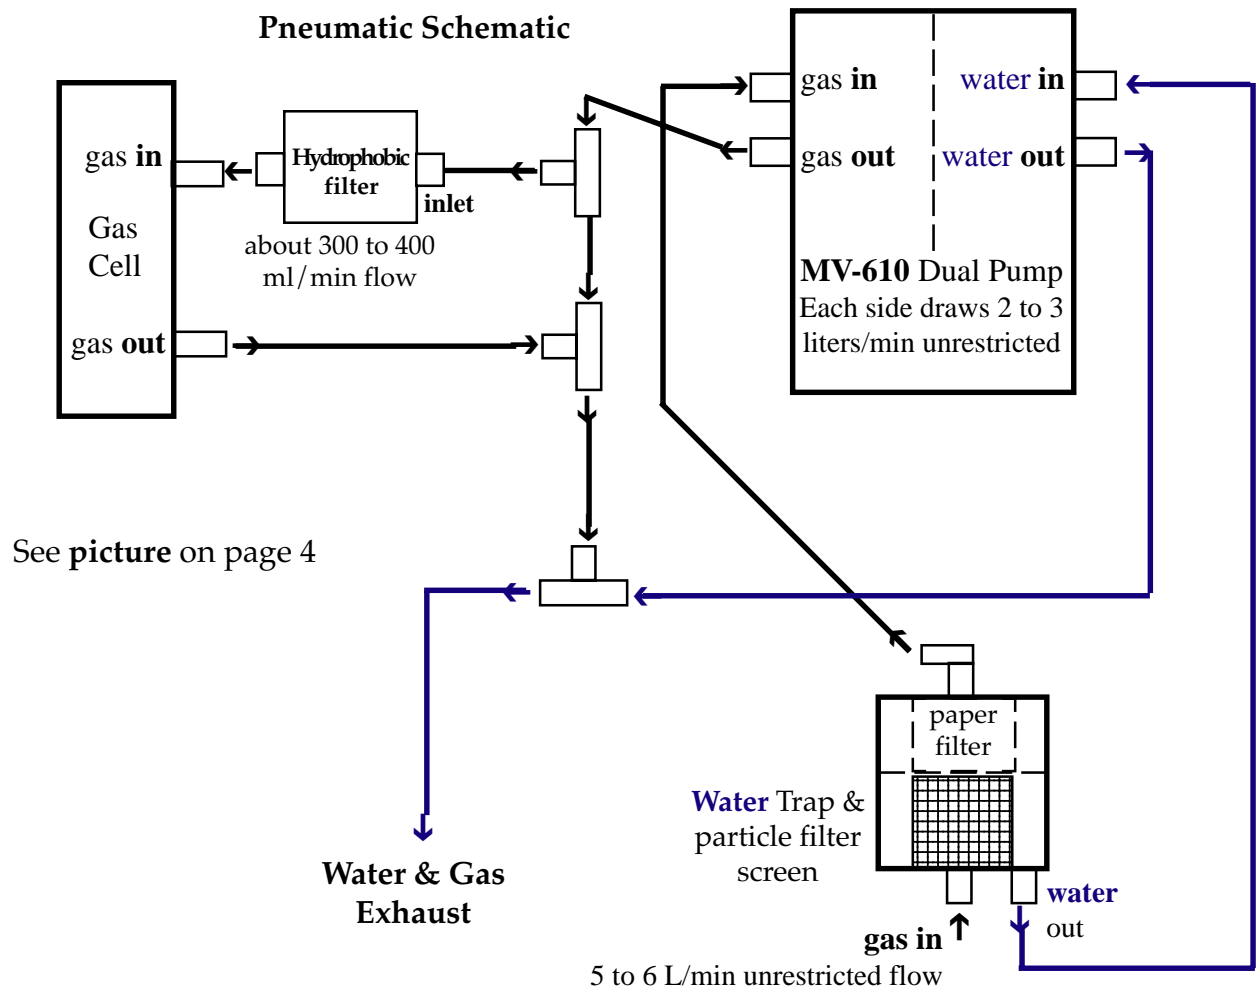 Pneumatic Schematic
gas in
Gas
Cell
gas out
Hydrophobic
filter
inlet
about 300 to 400
ml/min flow
gas in
gas out
water in
water out
MV-610 Dual Pump
Each side draws 2 to 3
liters/min unrestricted
See picture on page 4
paper
filter
Water Trap &
particle filter
screen
Water & Gas
Exhaust
water
out
gas in
5 to 6 L/min unrestricted flow